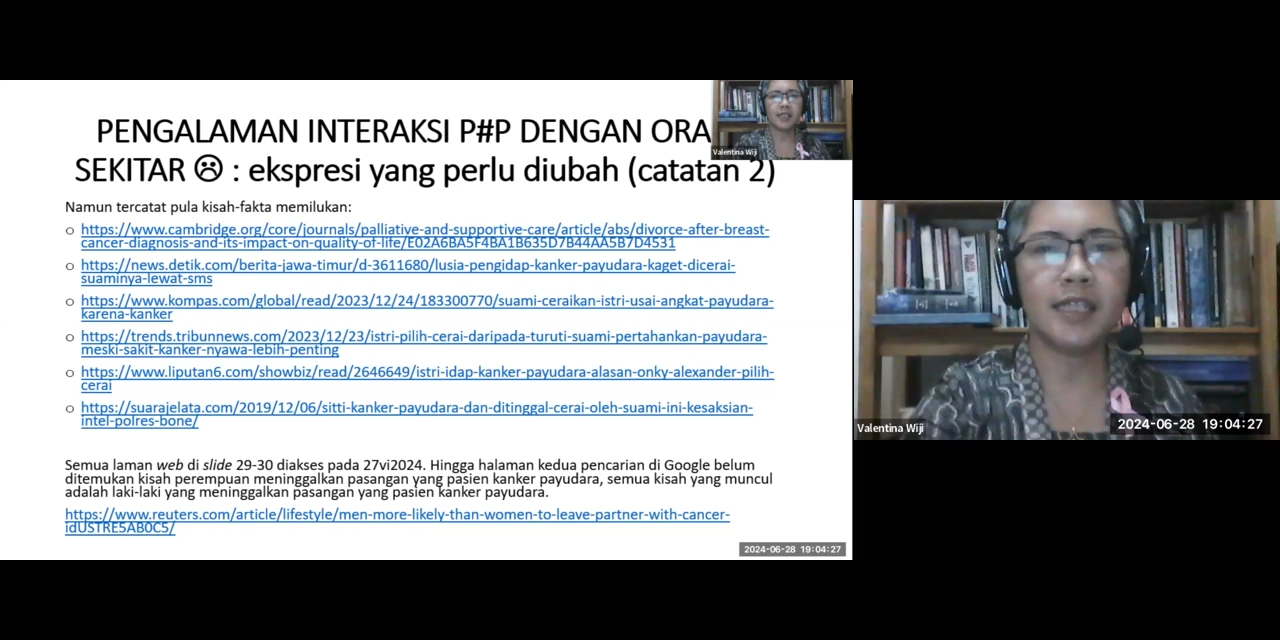 PENGALAMAN INTERAKSI P#P DENGAN ORA
SEKITAR ☹ : ekspresi yang perlu diubah (catatan 2)
Valentina Wiji
Namun tercatat pula kisah-fakta memilukan:
https://www.cambridge.org/core/journals/palliative-and-supportive-care/article/abs/divorce-after-breast-
cancer-diagnosis-and-its-impact-on-quality-of-life/E02A6BA5F4BA1B635D7B44AA5B7D4531
https://news.detik.com/berita-jawa-timur/d-3611680/lusia-pengidap-kanker-payudara-kaget-dicerai-
suaminya-lewat-sms
https://www.kompas.com/global/read/2023/12/24/183300770/suami-ceraikan-istri-usai-angkat-payudara-
karena-kanker
https://trends.tribunnews.com/2023/12/23/istri-pilih-cerai-daripada-turuti-suami-pertahankan-payudara-
meski-sakit-kanker-nyawa-lebih-penting
https://www.liputan6.com/showbiz/read/2646649/istri-idap-kanker-payudara-alasan-onky-alexander-pilih-
cerai
https://suarajelata.com/2019/12/06/sitti-kanker-payudara-dan-ditinggal-cerai-oleh-suami-ini-kesaksian-
intel-polres-bone/
Semua laman web di slide 29-30 diakses pada 27vi2024. Hingga halaman kedua pencarian di Google belum
ditemukan kisah perempuan meninggalkan pasangan yang pasien kanker payudara, semua kisah yang muncul
adalah laki-laki yang meninggalkan pasangan yang pasien kanker payudara.
https://www.reuters.com/article/lifestyle/men-more-likely-than-women-to-leave-partner-with-cancer-
idUSTRE5AB0C5/
2024-06-28 19:04:27
Valentina Wiji
2024-06-28 19:04:27